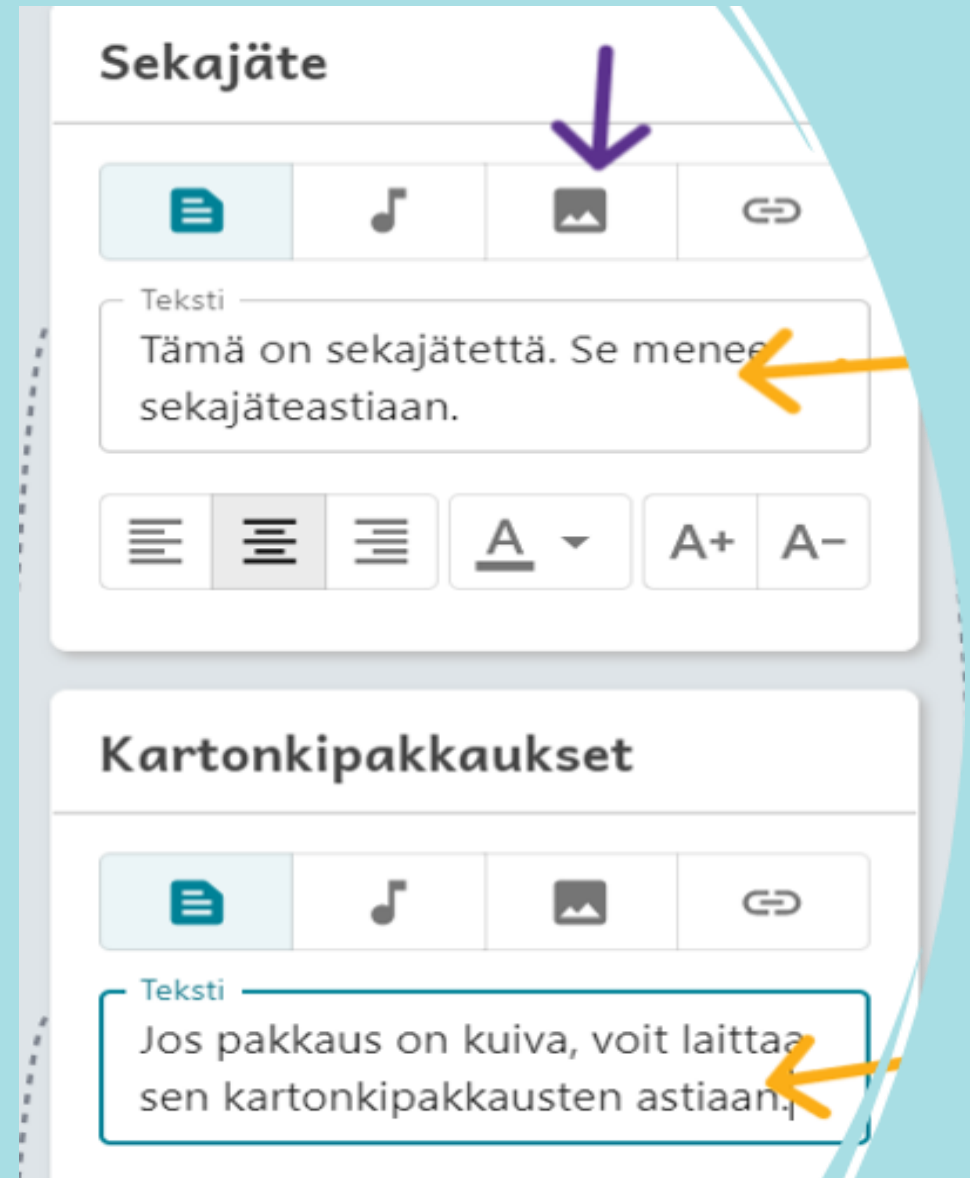 Sekajäte
Teksti
Tämä on sekajätettä. Se menee
sekajäteastiaan.
A A+ A-
Kartonkipakkaukset
Teksti
Jos pakkaus on kuiva, voit laittaa
sen kartonkipakkausten astiaan.